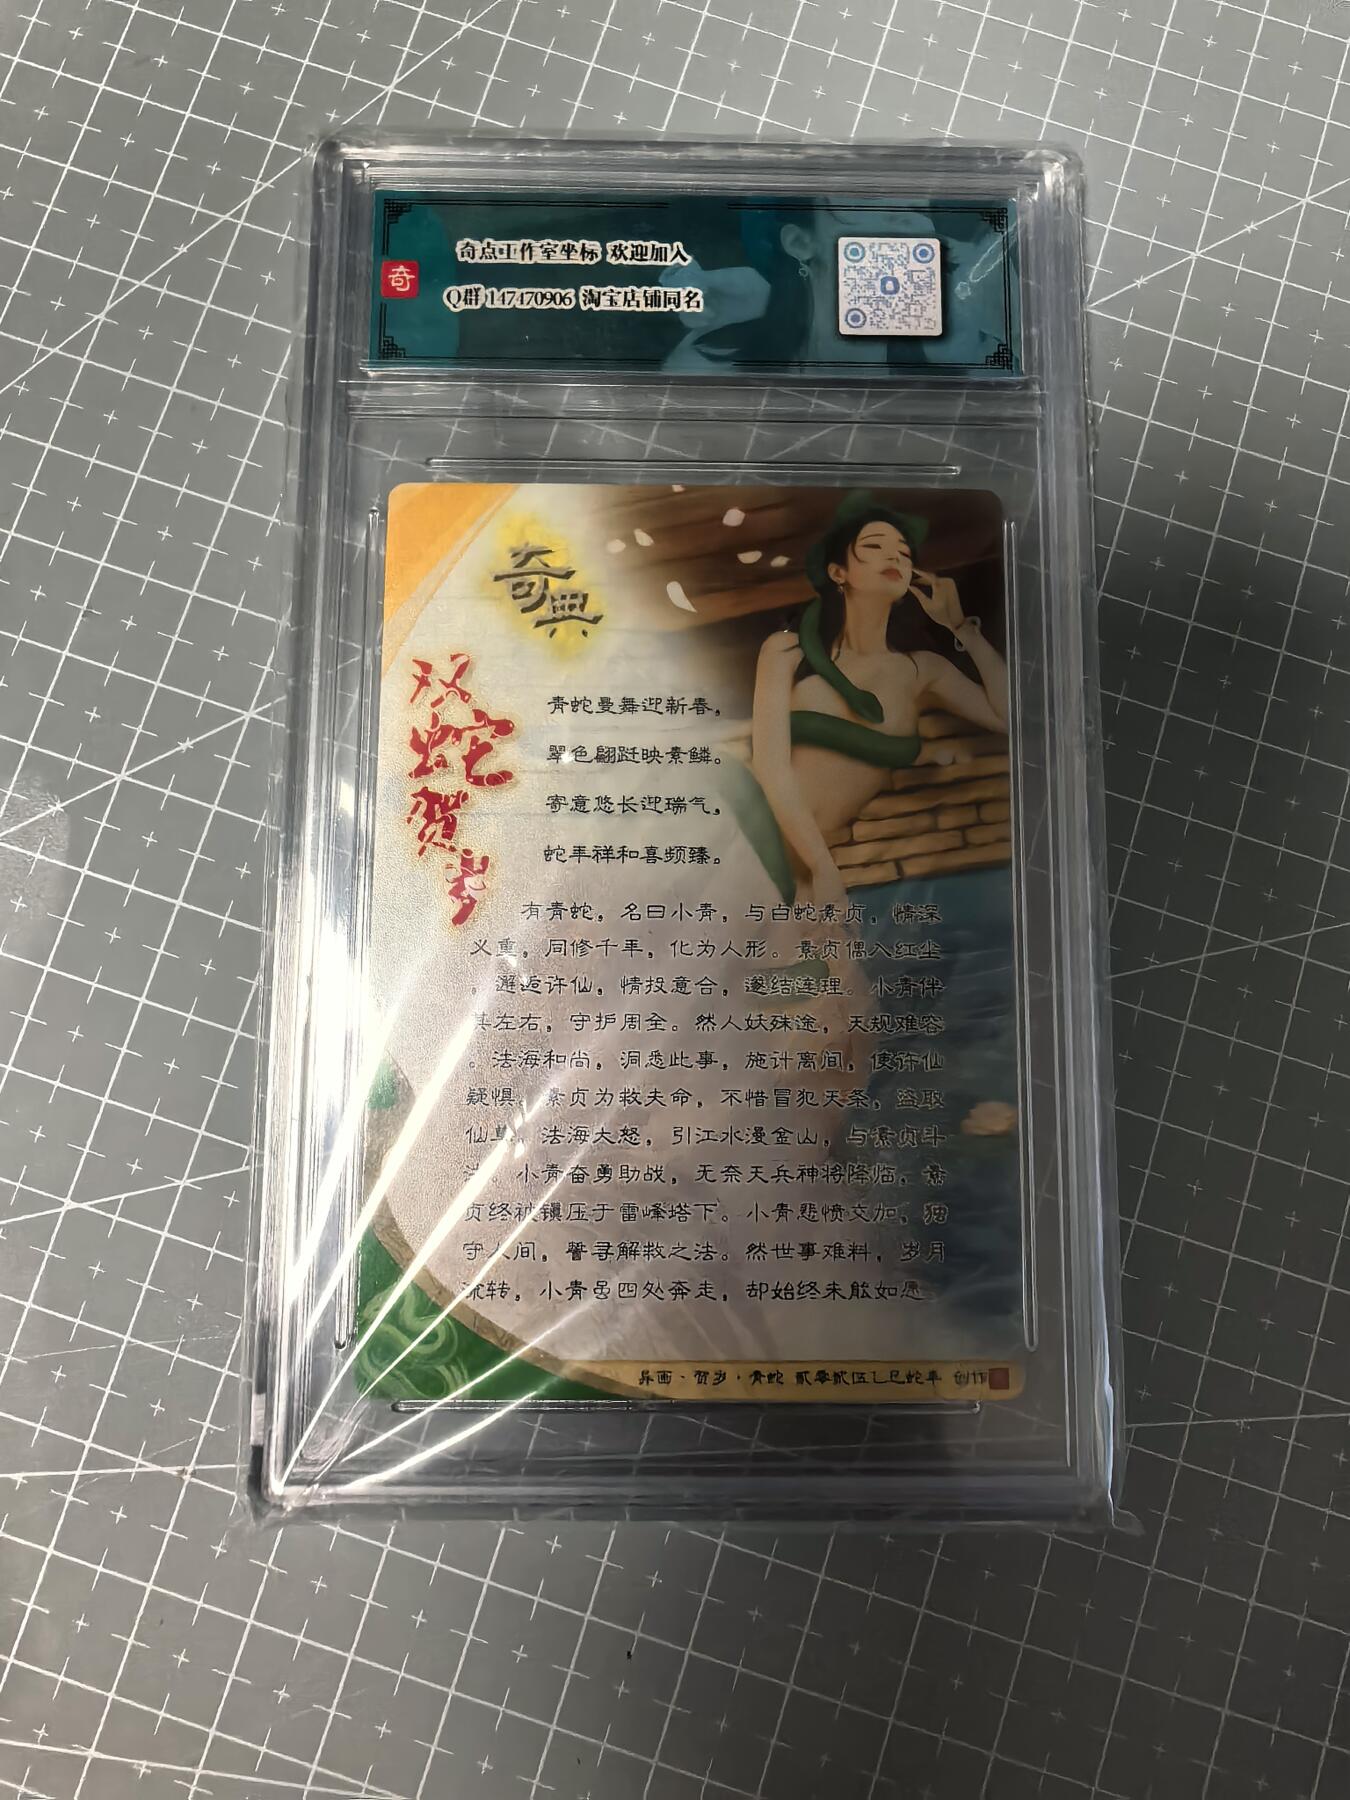 奇
奇点工作室坐标 欢迎加入
Q群147470906 淘宝店铺同名
奇典
双蛇贺岁
青蛇曼舞迎新春，
翠色翩跹映素鳞。
寄意悠长迎瑞气，
蛇年祥和喜频臻。
有青蛇，名曰小青，与白蛇素贞，情深
义重，同修千年，化为人形。素贞偶入红尘
，邂逅许仙，情投意合，遂结连理。小青伴
其左右，守护周全。然人妖殊途，天规难容
。法海和尚，洞悉此事，施计离间，使许仙
疑惧。素贞为救夫命，不惜冒犯天条，盗取
仙草。法海大怒，引江水漫金山，与素贞斗
法。小青奋勇助战，无奈天兵神将降临，素
贞终被镇压于雷峰塔下。小青悲愤交加，独
守人间，誓寻解救之法。然世事难料，岁月
流转，小青虽四处奔走，却始终未能如愿。
异画·贺岁·青蛇 贰零贰伍乙巳蛇年 创作